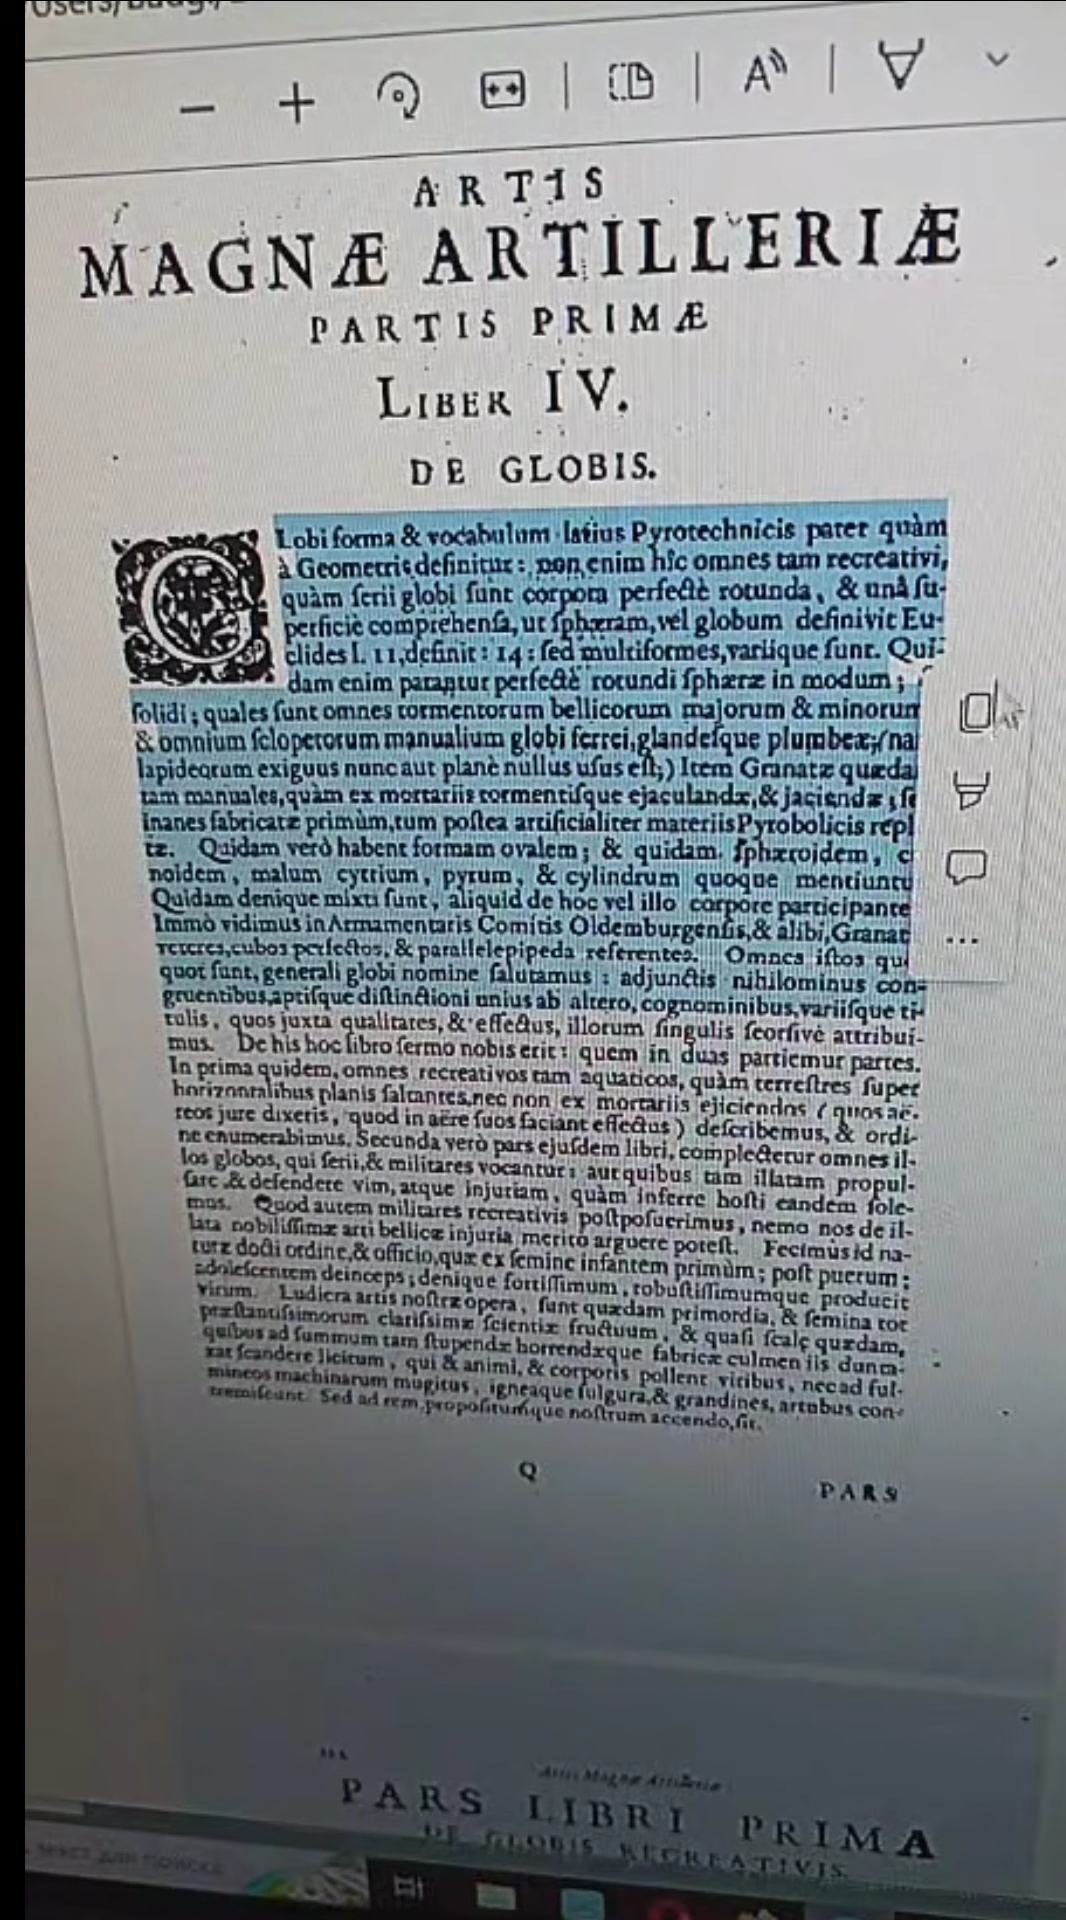 ARTIS
MAGNÆ ARTILLERIÆ
PARTIS PRIMÆ
LIBER IV.
DE GLOBIS.
GLobi forma & vocabulum latius Pyrotechnicis patet quàm
à Geometris definitur: non enim hîc omnes tam recreativi,
quàm ſerii globi ſunt corpora perfectè rotunda, & unâ ſu-
perficiè comprehenſa, ut ſphæram, vel globum definivit Eu-
clides l. 11, definit: 14: ſed multiformes, variique ſunt. Qui-
dam enim parantur perfectè rotundi ſphæræ in modum;
ſolidi; quales ſunt omnes tormentorum bellicorum majorum & minorum
& omnium ſclopetorum manualium globi ferrei, glandeſque plumbeæ; (na
lapideorum exiguus nunc aut planè nullus uſus eſt;) Item Granatæ quæda
tam manuales, quàm ex mortariis tormentiſque ejaculandæ, & jaciendæ; ſe
inanes fabricatæ primùm, tum poſtea artificialiter materiis Pyrobolicis repl
tæ. Quidam verò habent formam ovalem; & quidam ſphærojdem, c
noidem, malum cytrium, pyrum, & cylindrum quoque mentiuntu
Quidam denique mixti ſunt, aliquid de hoc vel illo corpore participante
Immò vidimus in Armamentariis Comitis Oldemburgenſis, & alibi, Granat
veteres, cubos perfectos, & parallelepipeda referentes. Omnes iſtos qu
quot ſunt, generali globi nomine ſalutamus: adjunctis nihilominus con-
gruentibus, aptiſque diſtinctioni unius ab altero, cognominibus, variiſque ti-
tulis, quos juxta qualitates, & effectus, illorum ſingulis ſeorſivè attribui-
mus. De his hoc libro ſermo nobis erit: quem in duas partiemur partes.
In prima quidem, omnes recreativos tam aquaticos, quàm terreſtres ſuper
horizontalibus planis ſaltantes, nec non ex mortariis ejiciendos (quos aë-
reos jure dixeris, quod in aëre ſuos faciant effectus) deſcribemus, & ordi-
ne enumerabimus. Secunda verò pars ejuſdem libri, complectetur omnes il-
los globos, qui ſerii, & militares vocantur: aut quibus tam illatam propul-
ſare & defendere vim, atque injuriam, quàm inferre hoſti eandem ſole-
mus. Quod autem militares recreativis poſtpoſuerimus, nemo nos de il-
lata nobiliſſimæ arti bellicæ injuria meritò arguere poteſt. Fecimus id na-
turæ docti ordine, & officio, quæ ex ſemine infantem primùm; poſt puerum:
adoleſcentem deinceps; denique fortiſſimum, robuſtiſſimumque producit
virum. Ludicra artis noſtræ opera, ſunt quædam primordia, & ſemina tot
præſtantiſsimorum clariſsimæ ſcientiæ fructuum, & quaſi ſcalę quædam,
quibus ad ſummum tam ſtupendæ horrendæque fabricæ culmen iis duntа-
xat ſcandere licitum, qui & animi, & corporis pollent viribus, nec ad ful-
mineos machinarum mugitus, igneaque fulgura, & grandines, artubus con-
tremiſcunt. Sed ad rem propoſitumque noſtrum accendo, ſit.
Q
PARS
Artis Magnæ Artilleriæ
PARS LIBRI PRIMA
DE GLOBIS RECREATIVIS.